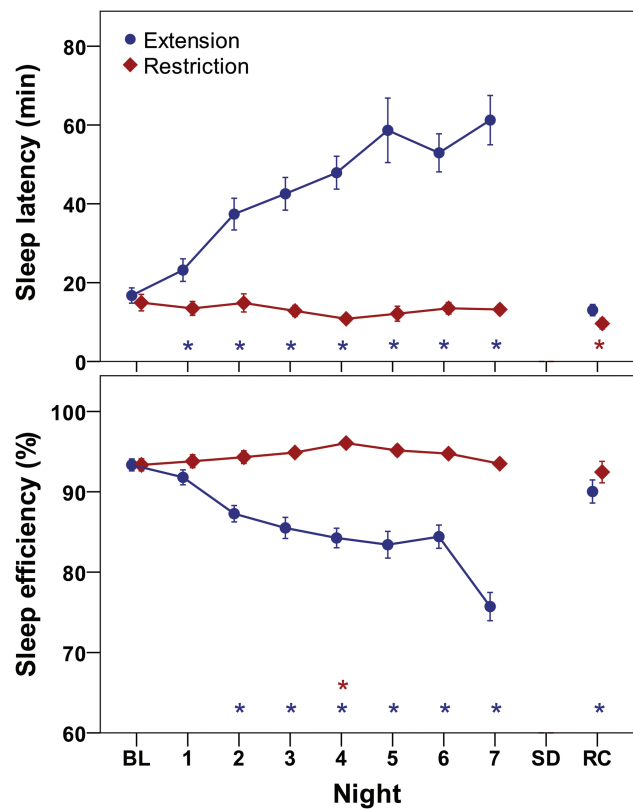 Sleep latency (min)
80
60
40
20
0
Extension
Restriction
* * * * * * * *
Sleep efficiency (%)
100
90
80
70
60
*
* * * * * * *
BL 1 2 3 4 5 6 7 SD RC
Night